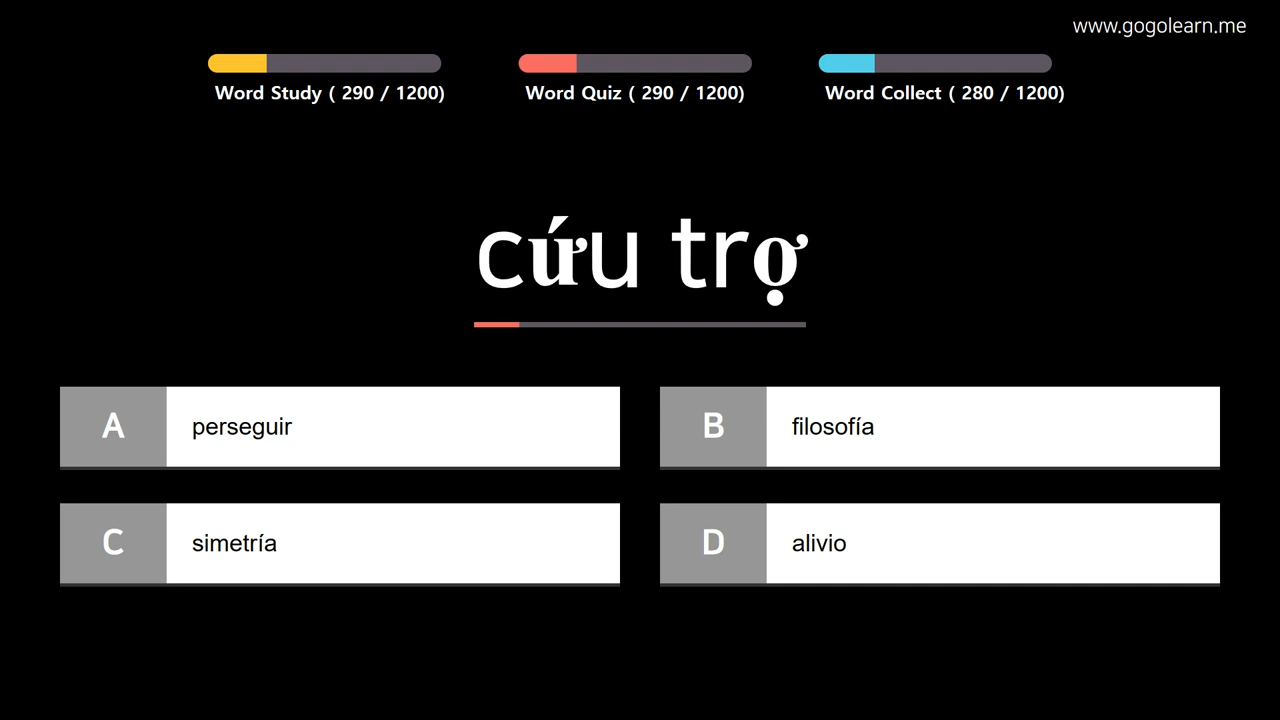 www.gogolearn.me
Word Study ( 290 / 1200)
Word Quiz ( 290 / 1200)
Word Collect ( 280 / 1200)
cứu trợ
A perseguir
B filosofía
C simetría
D alivio